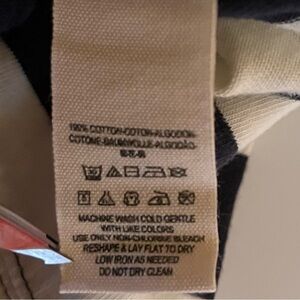 100% COTTON-COTON-ALGODON-
COTONE-BAUMWOLLE-ALGODÃO-
MACHINE WASH COLD GENTLE
WITH LIKE COLORS
USE ONLY NON-CHLORINE BLEACH
RESHAPE & LAY FLAT TO DRY
LOW IRON AS NEEDED
DO NOT DRY CLEAN